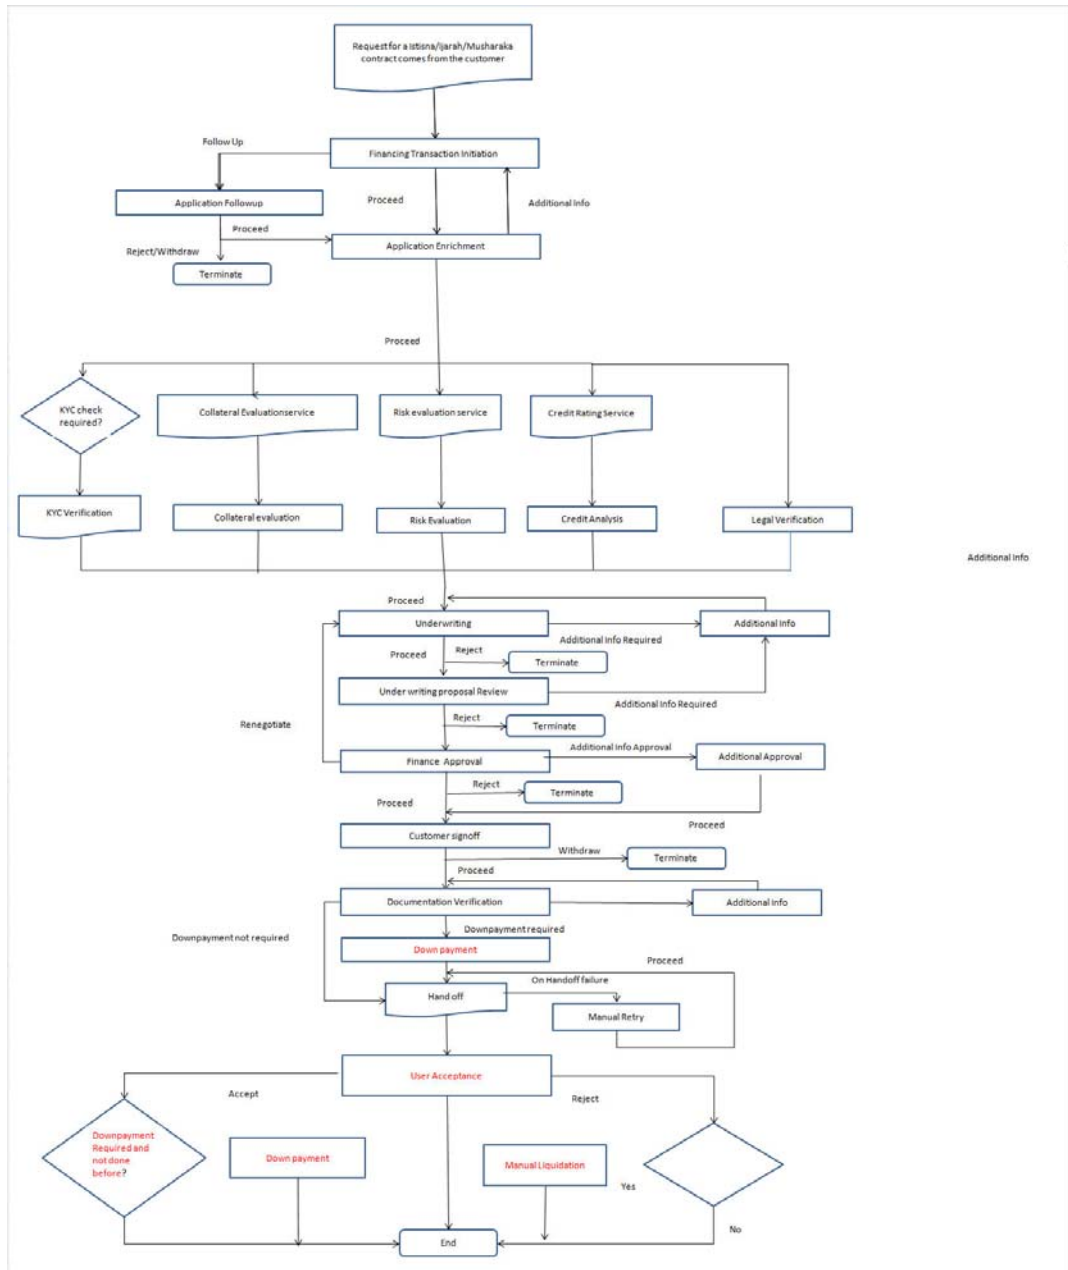 Request for a Istisna/Ijarah/Musharaka
contract comes from the customer
Follow Up
Financing Transaction Initiation
Proceed
Additional Info
Application Followup
Proceed
Application Enrichment
Reject/Withdraw
Terminate
Proceed
KYC check
required?
Collateral Evaluationservice
Risk evaluation service
Credit Rating Service
KYC Verification
Collateral evaluation
Risk Evaluation
Credit Analysis
Legal Verification
Additional Info
Proceed
Underwriting
Additional Info
Additional Info Required
Proceed
Reject
Terminate
Under writing proposal Review
Additional Info Required
Renegotiate
Reject
Terminate
Additional Info Approval
Finance Approval
Additional Approval
Reject
Terminate
Proceed
Proceed
Customer signoff
Withdraw
Terminate
Proceed
Documentation Verification
Additional Info
Downpayment not required
Downpayment required
Down payment
Proceed
On Handoff failure
Hand off
Manual Retry
User Acceptance
Accept
Reject
Downpayment
Required and
not done
before?
Down payment
Manual Liquidation
Yes
No
End